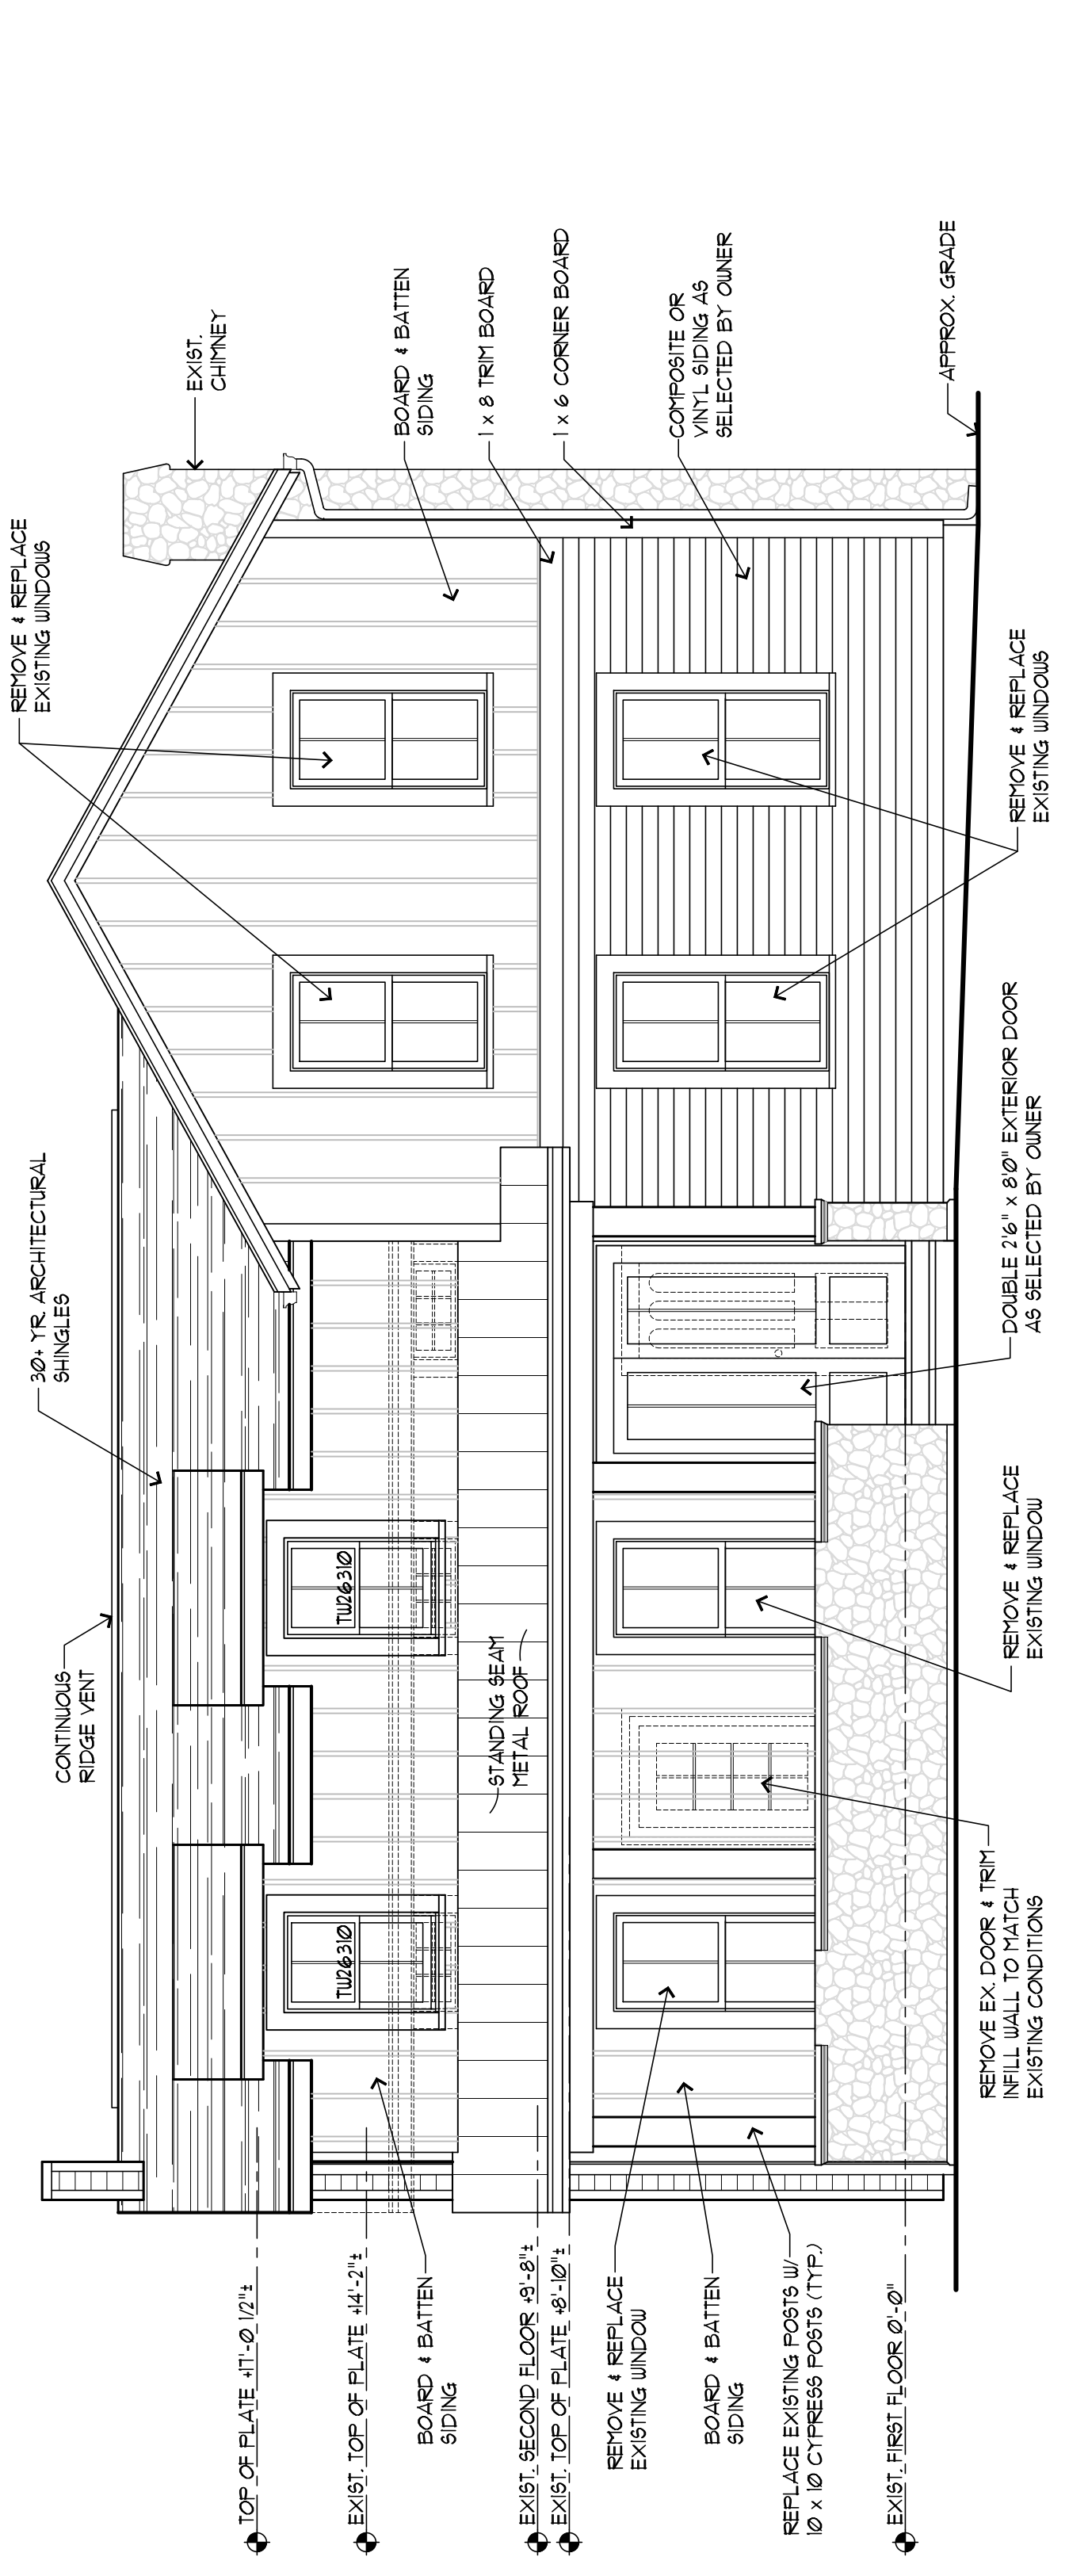 REMOVE & REPLACE
EXISTING WINDOWS
30+ YR. ARCHITECTURAL
SHINGLES
CONTINUOUS
RIDGE VENT
EXIST.
CHIMNEY
TOP OF PLATE +17'-0 1/2"±
EXIST. TOP OF PLATE +14'-2"±
BOARD & BATTEN
SIDING
EXIST. SECOND FLOOR +9'-8"±
EXIST. TOP OF PLATE +8'-10"±
REMOVE & REPLACE
EXISTING WINDOW
BOARD & BATTEN
SIDING
REPLACE EXISTING POSTS W/
10 x 10 CYPRESS POSTS (TYP.)
EXIST. FIRST FLOOR 0'-0"
TW26310
TW26310
STANDING SEAM
METAL ROOF
BOARD & BATTEN
SIDING
1 x 8 TRIM BOARD
1 x 6 CORNER BOARD
COMPOSITE OR
VINYL SIDING AS
SELECTED BY OWNER
APPROX. GRADE
REMOVE EX. DOOR & TRIM
INFILL WALL TO MATCH
EXISTING CONDITIONS
REMOVE & REPLACE
EXISTING WINDOW
DOUBLE 2'6" x 8'0" EXTERIOR DOOR
AS SELECTED BY OWNER
REMOVE & REPLACE
EXISTING WINDOWS